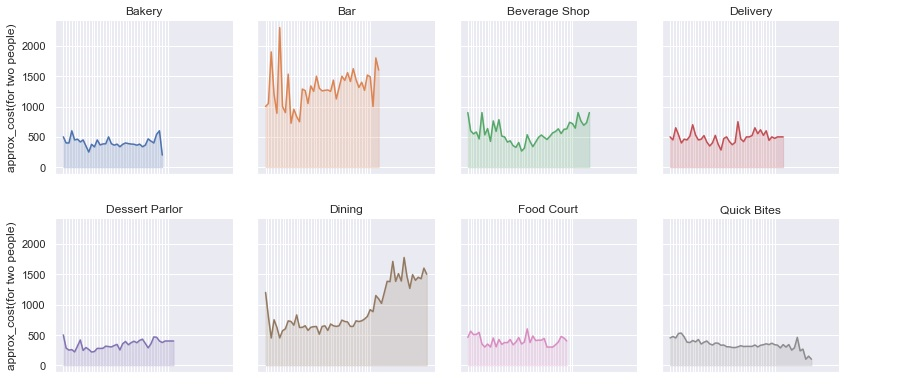 Bakery
Bar
Beverage Shop
Delivery
approx_cost(for two people)
2000
1500
1000
500
0
Dessert Parlor
Dining
Food Court
Quick Bites
approx_cost(for two people)
2000
1500
1000
500
0